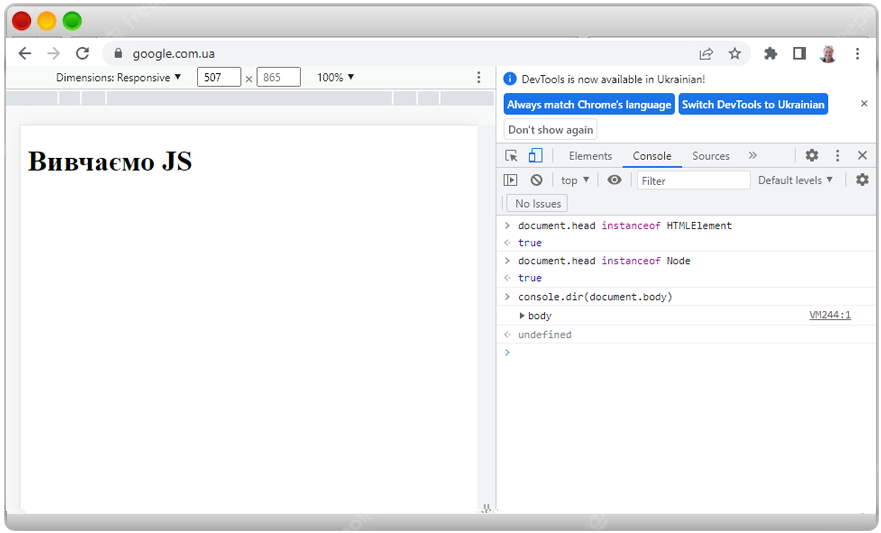 google.com.ua
Dimensions: Responsive ▼ 507 × 865 100% ▼
Вивчаємо JS
DevTools is now available in Ukrainian!
Always match Chrome's language Switch DevTools to Ukrainian
Don't show again
Elements Console Sources »
top ▼ Filter Default levels ▼
No Issues
> document.head instanceof HTMLElement
<· true
> document.head instanceof Node
<· true
> console.dir(document.body)
▶ body VM244:1
<· undefined
>